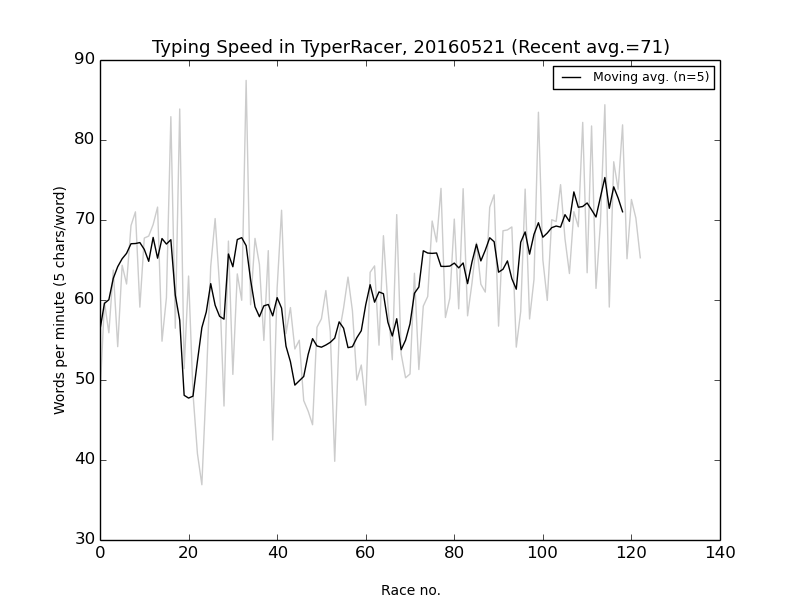 Typing Speed in TyperRacer, 20160521 (Recent avg.=71)
Moving avg. (n=5)
Words per minute (5 chars/word)
90
80
70
60
50
40
30
0 20 40 60 80 100 120 140
Race no.